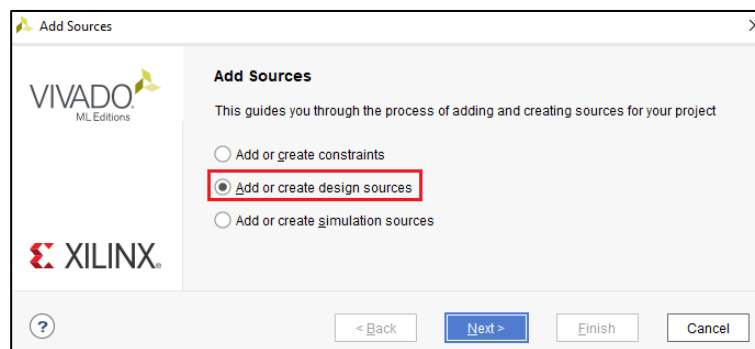 Add Sources
VIVADO
ML Editions
Add Sources
This guides you through the process of adding and creating sources for your project
Add or create constraints
Add or create design sources
Add or create simulation sources
XILINX
?
< Back
Next >
Finish
Cancel